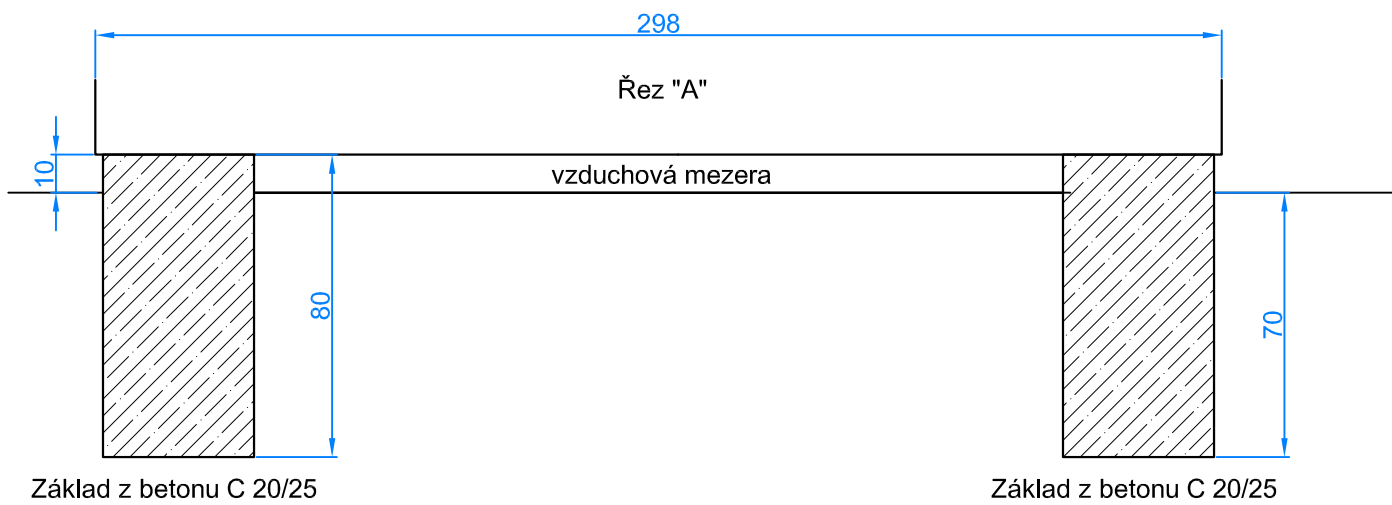 298
Řez "A"
10
vzduchová mezera
80
70
Základ z betonu C 20/25
Základ z betonu C 20/25